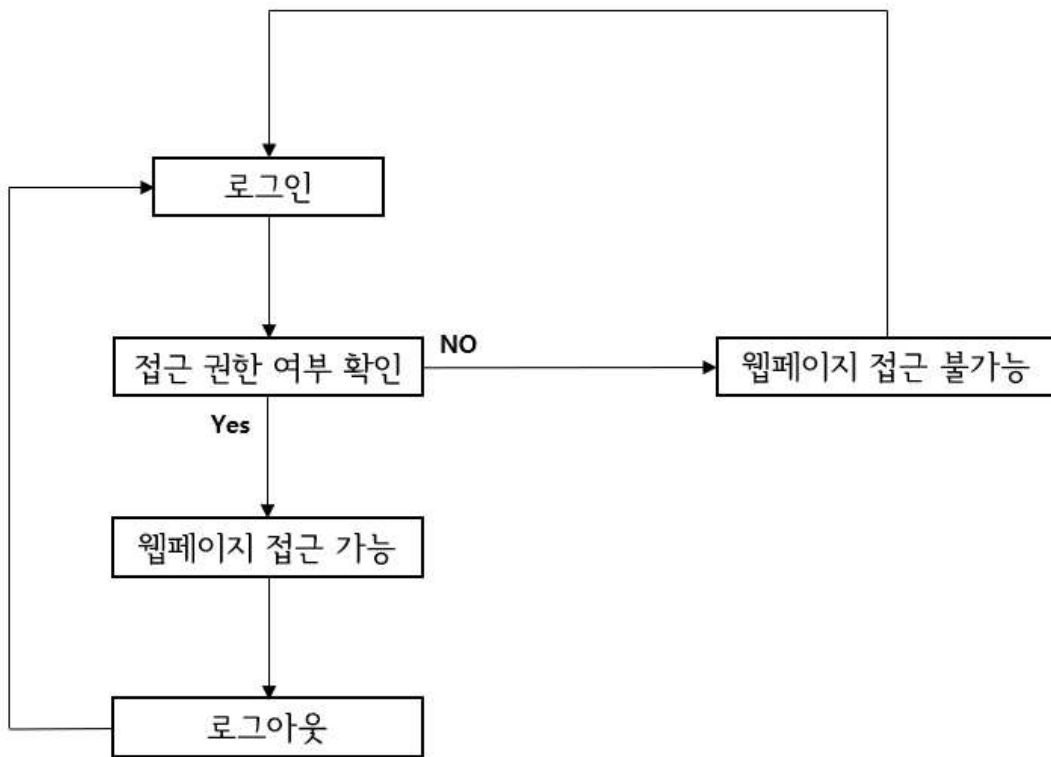 로그인
접근 권한 여부 확인
NO
웹페이지 접근 불가능
Yes
웹페이지 접근 가능
로그아웃